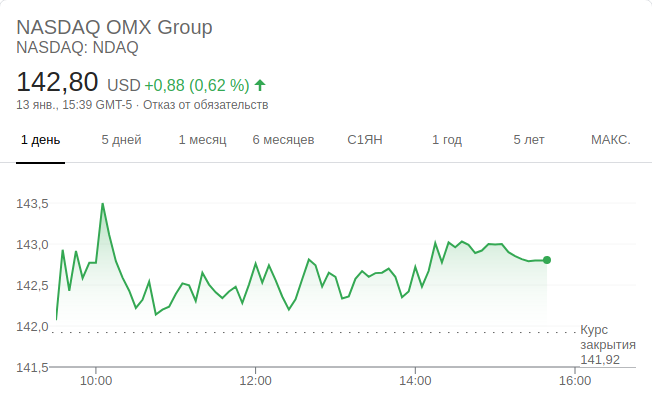 NASDAQ OMX Group
NASDAQ: NDAQ
142,80 USD +0,88 (0,62 %)
13 янв., 15:39 GMT-5 · Отказ от обязательств
1 день 5 дней 1 месяц 6 месяцев С1ЯН 1 год 5 лет МАКС.
143,5
143,0
142,5
142,0
Курс
закрытия
141,92
141,5
10:00 12:00 14:00 16:00